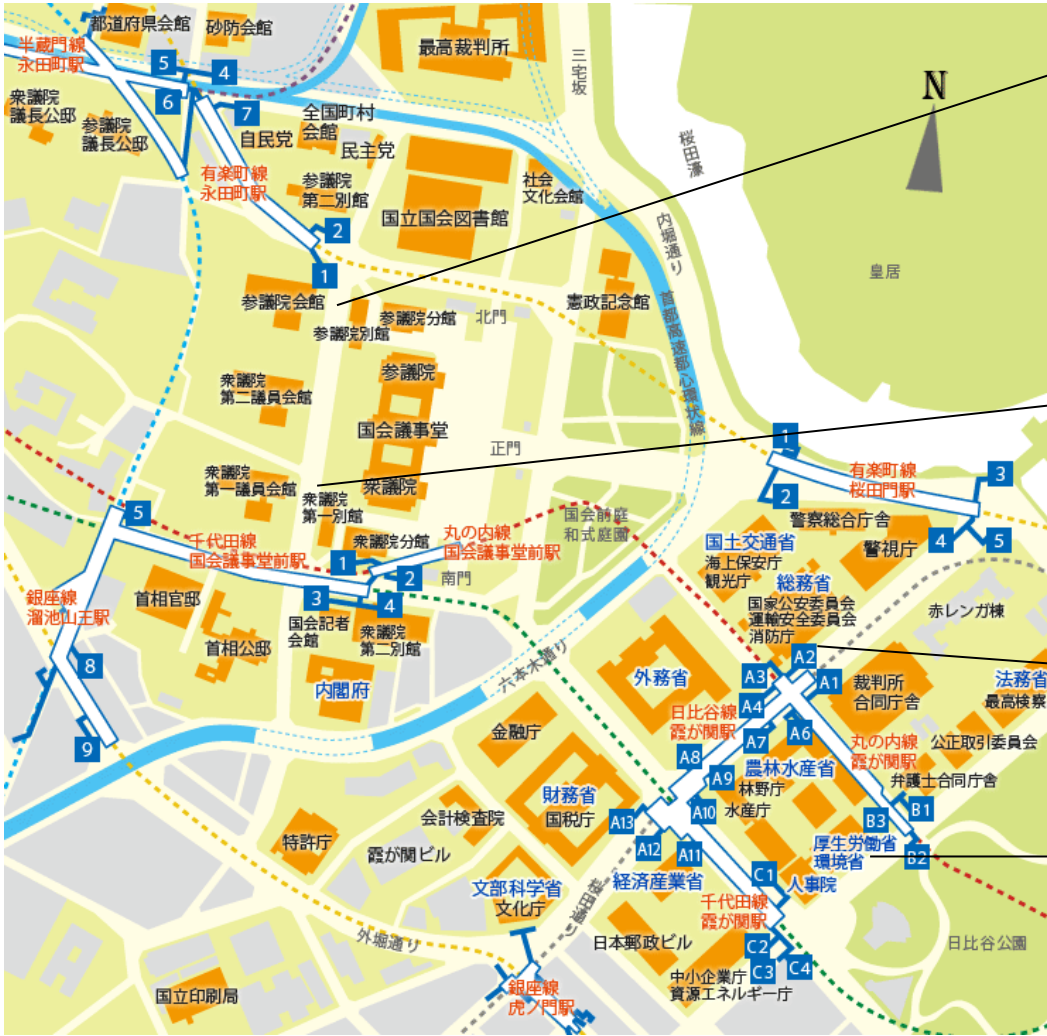 都道府県会館
砂防会館
最高裁判所
三宅坂
半蔵門線
永田町駅
5
4
6
7
衆議院
議長公邸
参議院
議長公邸
自民党
全国町村
会館
民主党
桜田濠
N
有楽町線
永田町駅
参議院
第二別館
国立国会図書館
社会
文化会館
2
1
内堀通り
皇居
参議院会館
参議院別館
参議院分館
北門
憲政記念館
首都高速都心環状線
衆議院
第二議員会館
参議院
国会議事堂
正門
衆議院
衆議院
第一議員会館
衆議院
第一別館
1
2
有楽町線
桜田門駅
3
4
5
警察総合庁舎
警視庁
5
千代田線
国会議事堂前駅
衆議院分館
丸の内線
国会議事堂前駅
国会前庭
和式庭園
国土交通省
海上保安庁
観光庁
総務省
国家公安委員会
運輸安全委員会
消防庁
1
2
南門
3
4
銀座線
溜池山王駅
首相官邸
首相公邸
国会記者
会館
衆議院
第二別館
赤レンガ棟
8
9
内閣府
六本木通り
外務省
A2
A3
A1
A4
裁判所
合同庁舎
法務省
最高検察
日比谷線
霞が関駅
A7
A6
丸の内線
霞が関駅
公正取引委員会
金融庁
A8
A9
農林水産省
林野庁
水産庁
弁護士合同庁舎
財務省
国税庁
A13
A10
B3
B1
B2
特許庁
会計検査院
霞が関ビル
A12
A11
厚生労働省
環境省
経済産業省
C1
人事院
文部科学省
文化庁
桜田通り
千代田線
霞が関駅
外堀通り
日本郵政ビル
C2
C3
C4
日比谷公園
中小企業庁
資源エネルギー庁
国立印刷局
銀座線
虎ノ門駅